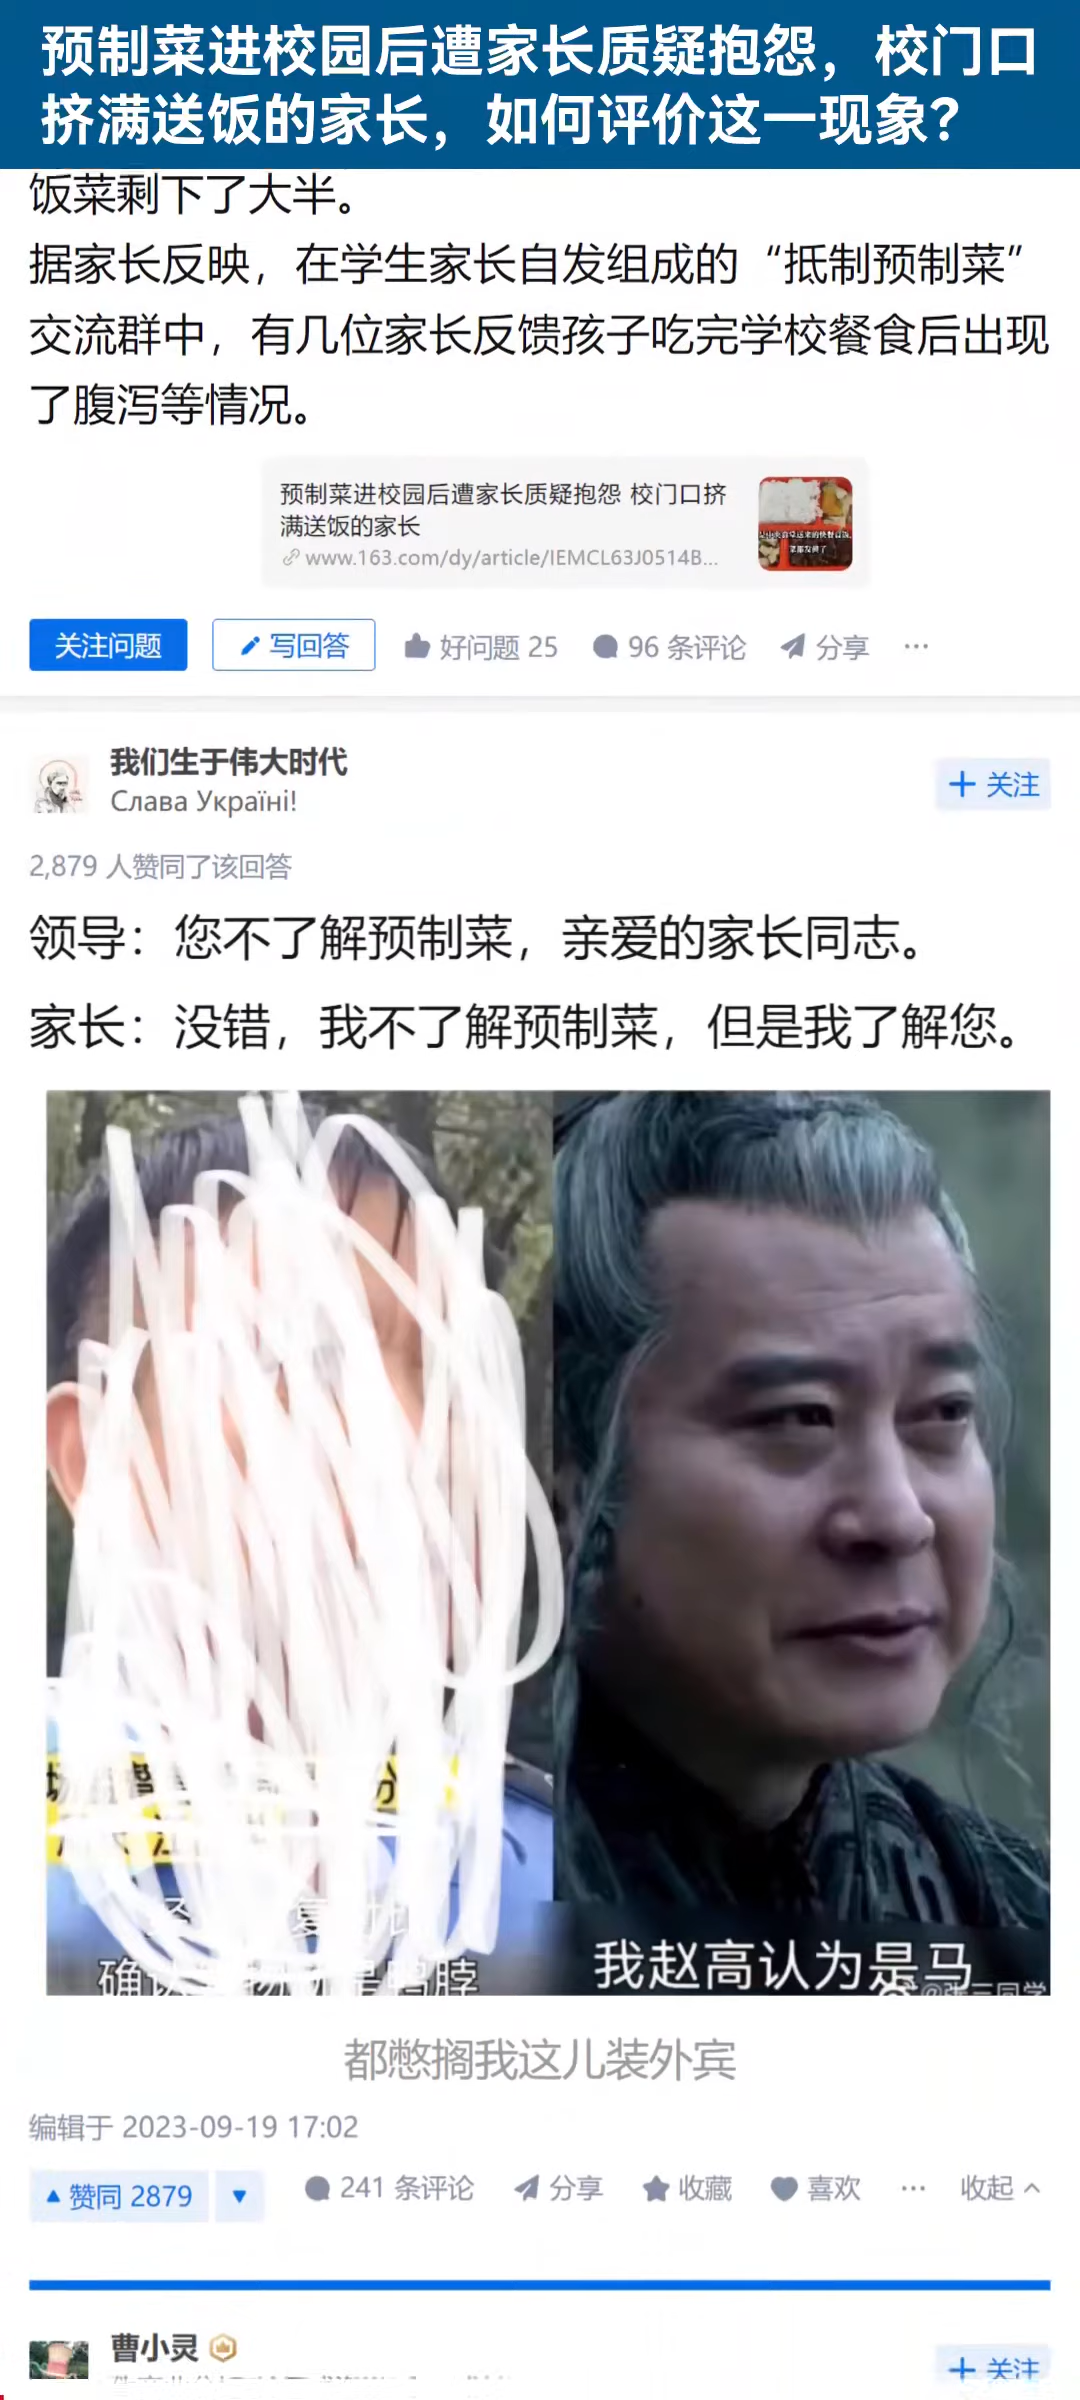 预制菜进校园后遭家长质疑抱怨，校门口
挤满送饭的家长，如何评价这一现象？
饭菜剩下了大半。
据家长反映，在学生家长自发组成的“抵制预制菜”
交流群中，有几位家长反馈孩子吃完学校餐食后出现
了腹泻等情况。
预制菜进校园后遭家长质疑抱怨 校门口挤
满送饭的家长
www.163.com/dy/article/IEMCL63J0514B...
关注问题
写回答
好问题 25
96 条评论
分享
我们生于伟大时代
Слава Україні!
+ 关注
2,879 人赞同了该回答
领导：您不了解预制菜，亲爱的家长同志。
家长：没错，我不了解预制菜，但是我了解您。
确
是鸭脖
我赵高认为是马
都憋搁我这儿装外宾
编辑于 2023-09-19 17:02
赞同 2879
241 条评论
分享
收藏
喜欢
收起
曹小灵
+ 关注